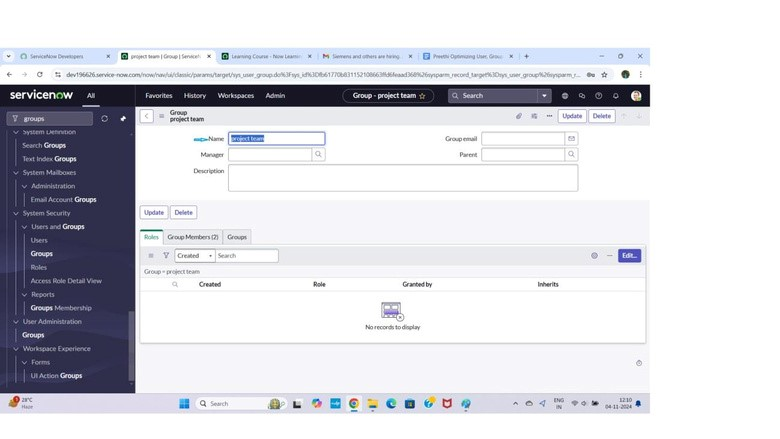 ServiceNow Developers
project team | Group | ServiceN
Learning Course - Now Learnin
Siemens and others are hiring
Preethi Optimizing User, Group
dev196626.service-now.com/now/nav/ui/classic/params/target/sys_user_group.do%3Fsys_id%3Dfb61770b831152108663ffd6feaad368%26sysparm_record_target%3Dsys_user_group%26sysparm_r...
servicenow
All
Favorites
History
Workspaces
Admin
Group - project team
Search
groups
System Definition
Search Groups
Text Index Groups
System Mailboxes
Administration
Email Account Groups
System Security
Users and Groups
Users
Groups
Roles
Access Role Detail View
Reports
Groups Membership
User Administration
Groups
Workspace Experience
Forms
UI Action Groups
Group
project team
Update
Delete
Name
project team
Group email
Manager
Parent
Description
Update
Delete
Roles
Group Members (2)
Groups
Created
Search
Edit...
Group = project team
Created
Role
Granted by
Inherits
No records to display
28°C
Haze
Search
ENG
IN
12:10
04-11-2024